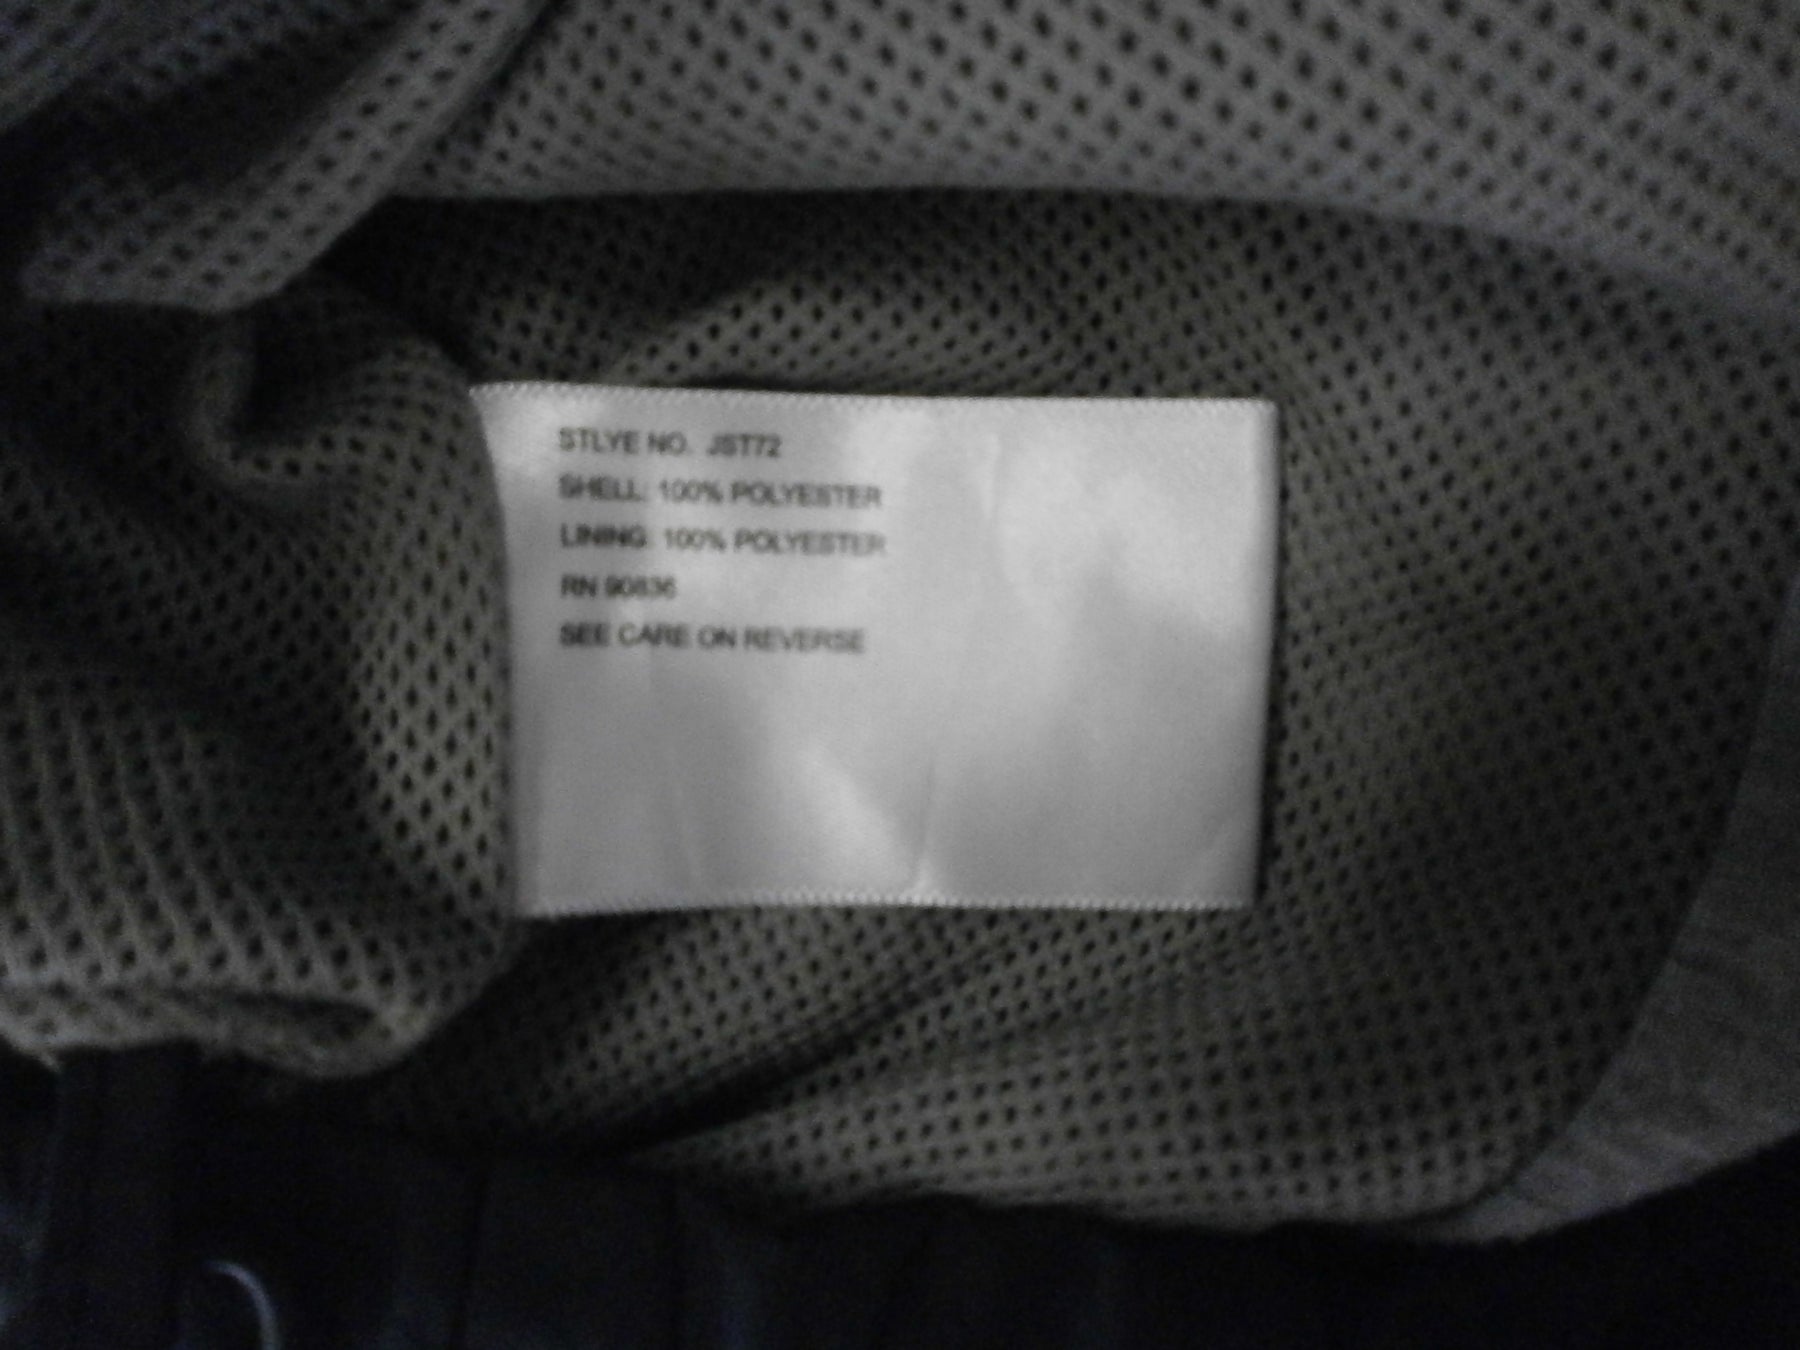 STLYE NO. JST72
SHELL: 100% POLYESTER
LINING: 100% POLYESTER
RN 90836
SEE CARE ON REVERSE